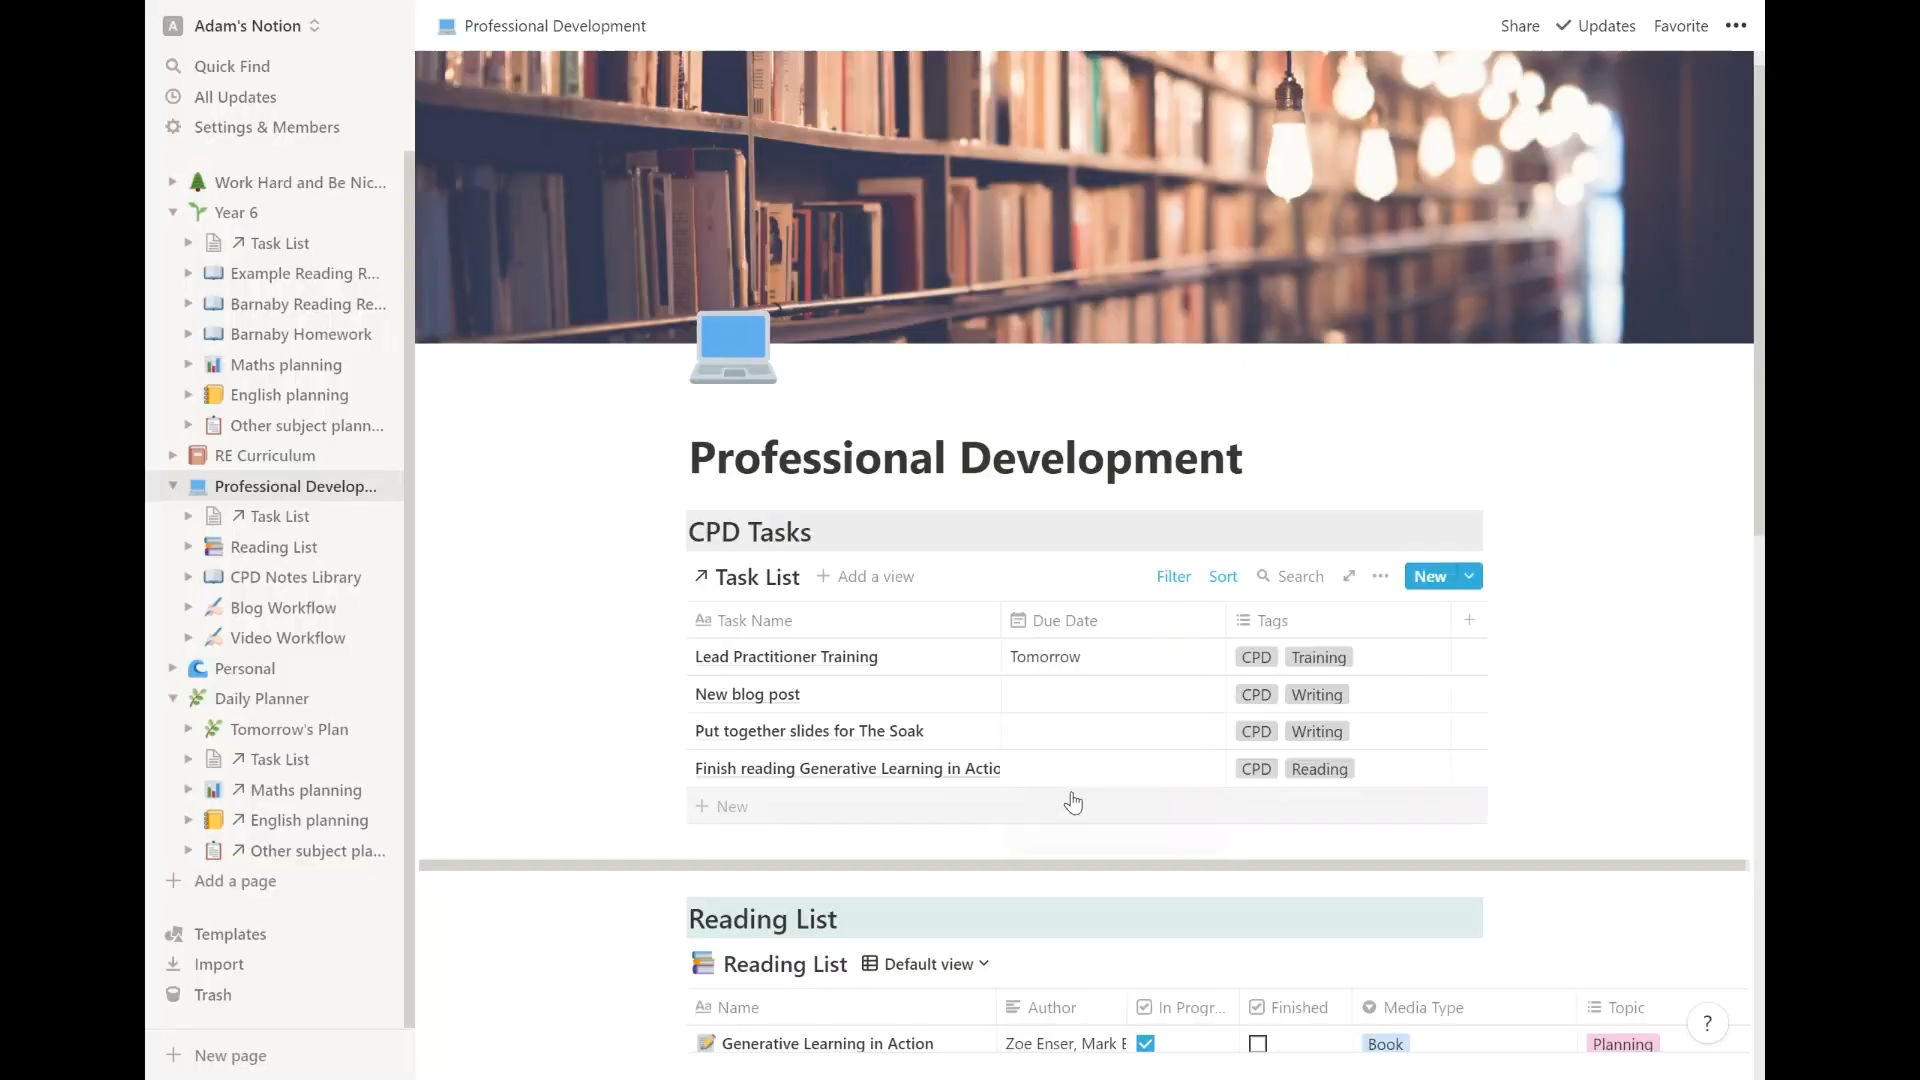 A Adam's Notion
Quick Find
All Updates
Settings & Members
Work Hard and Be Nic...
Year 6
Task List
Example Reading R...
Barnaby Reading Re...
Barnaby Homework
Maths planning
English planning
Other subject plann...
RE Curriculum
Professional Develop...
Task List
Reading List
CPD Notes Library
Blog Workflow
Video Workflow
Personal
Daily Planner
Tomorrow's Plan
Task List
Maths planning
English planning
Other subject pla...
Add a page
Templates
Import
Trash
New page
Professional Development
Share Updates Favorite
Professional Development
CPD Tasks
Task List Add a view Filter Sort Search New
Aa Task Name Due Date Tags
Lead Practitioner Training Tomorrow CPD Training
New blog post CPD Writing
Put together slides for The Soak CPD Writing
Finish reading Generative Learning in Actio CPD Reading
New
Reading List
Reading List Default view
Aa Name Author In Progr... Finished Media Type Topic
Generative Learning in Action Zoe Enser, Mark E Book Planning
?